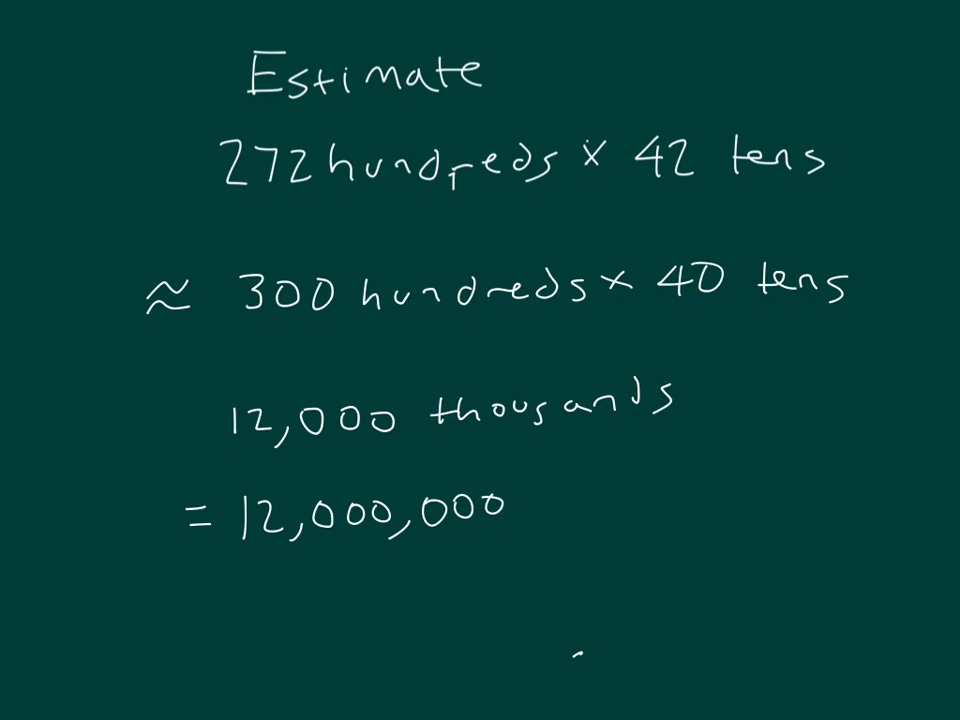 Estimate
272 hundreds × 42 tens
≈ 300 hundreds × 40 tens
12,000 thousands
= 12,000,000